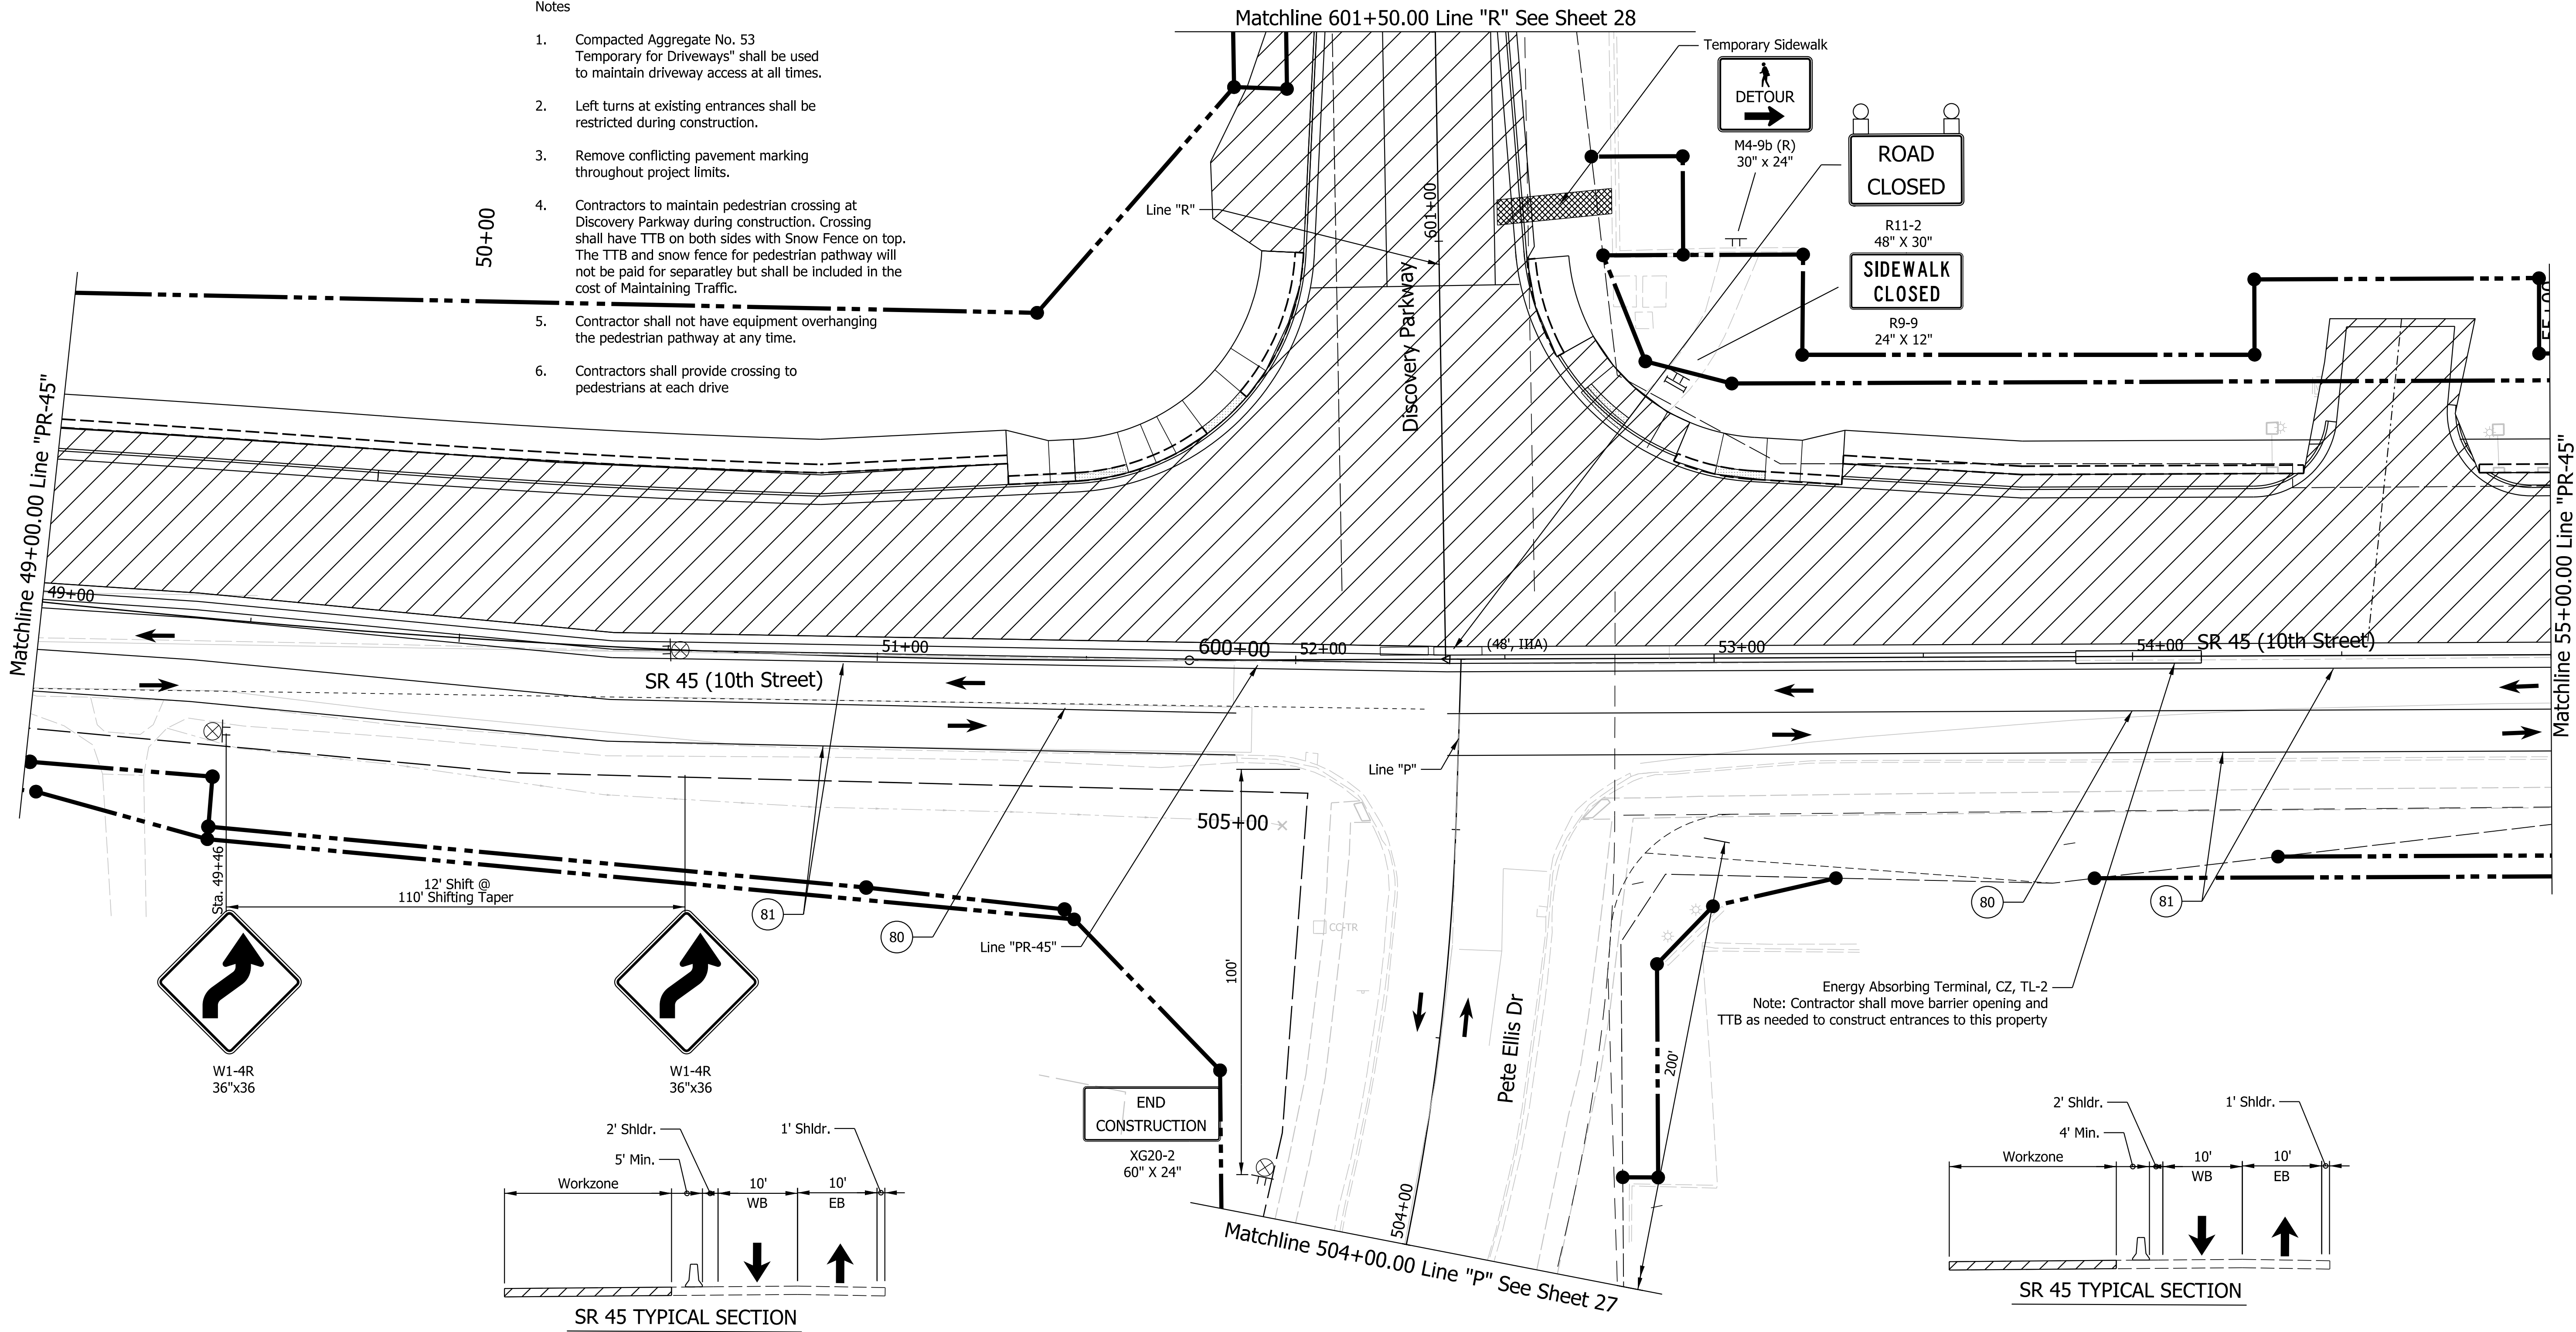 Notes
1. Compacted Aggregate No. 53
Temporary for Driveways" shall be used
to maintain driveway access at all times.
2. Left turns at existing entrances shall be
restricted during construction.
3. Remove conflicting pavement marking
throughout project limits.
4. Contractors to maintain pedestrian crossing at
Discovery Parkway during construction. Crossing
shall have TTB on both sides with Snow Fence on top.
The TTB and snow fence for pedestrian pathway will
not be paid for separatley but shall be included in the
cost of Maintaining Traffic.
5. Contractor shall not have equipment overhanging
the pedestrian pathway at any time.
6. Contractors shall provide crossing to
pedestrians at each drive
Matchline 601+50.00 Line "R" See Sheet 28
Temporary Sidewalk
DETOUR
M4-9b (R)
30" x 24"
ROAD
CLOSED
R11-2
48" X 30"
SIDEWALK
CLOSED
R9-9
24" X 12"
50+00
Line "R"
601+00
Discovery Parkway
55+00
Matchline 49+00.00 Line "PR-45"
Matchline 55+00.00 Line "PR-45"
49+00
51+00
600+00
52+00
(48', IIIA)
53+00
54+00
SR 45 (10th Street)
SR 45 (10th Street)
Line "P"
505+00
Sta. 49+46
12' Shift @
110' Shifting Taper
81
80
Line "PR-45"
80
81
CC-TR
100'
200'
Pete Ellis Dr
504+00
Energy Absorbing Terminal, CZ, TL-2
Note: Contractor shall move barrier opening and
TTB as needed to construct entrances to this property
W1-4R
36"x36
W1-4R
36"x36
END
CONSTRUCTION
XG20-2
60" X 24"
Matchline 504+00.00 Line "P" See Sheet 27
2' Shldr.
1' Shldr.
5' Min.
Workzone
10'
WB
10'
EB
SR 45 TYPICAL SECTION
2' Shldr.
1' Shldr.
4' Min.
Workzone
10'
WB
10'
EB
SR 45 TYPICAL SECTION